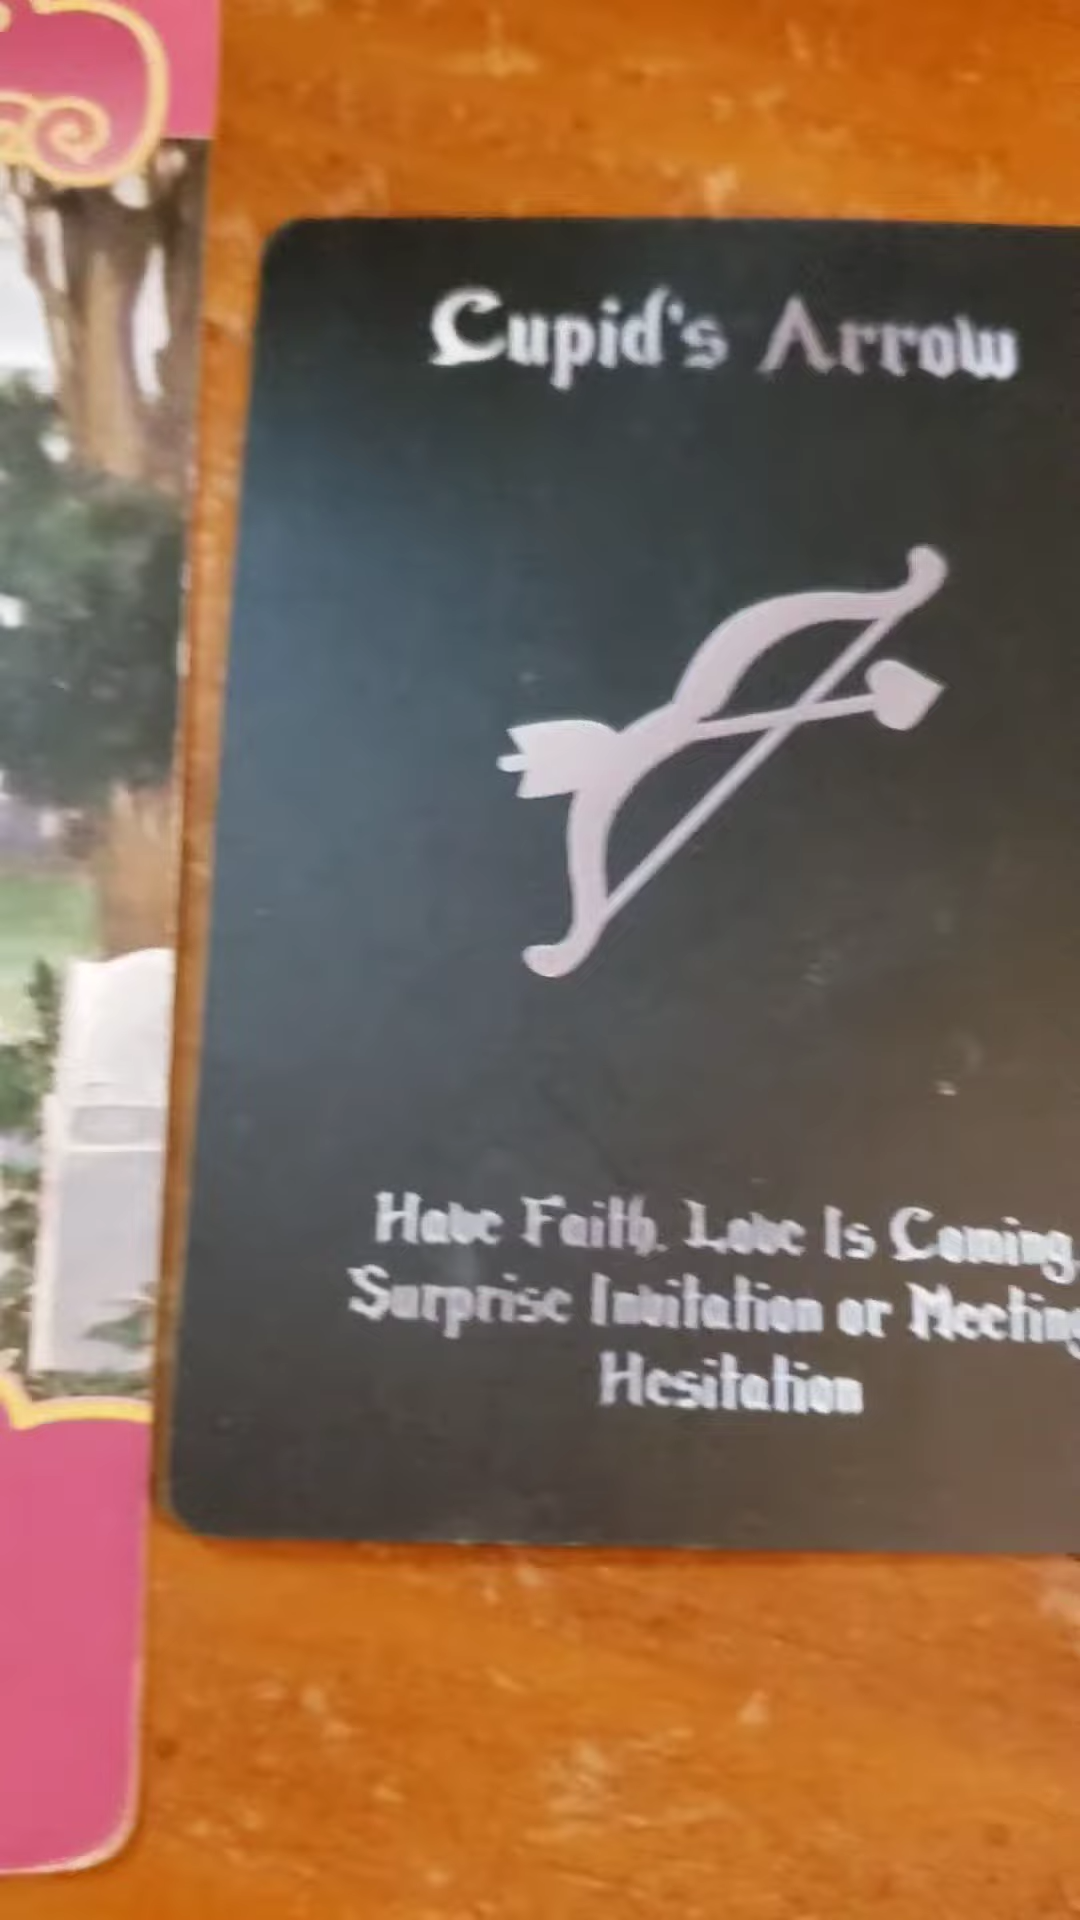 Cupid's Arrow
Have Faith. Love Is Coming.
Surprise Invitation or Meeting
Hesitation